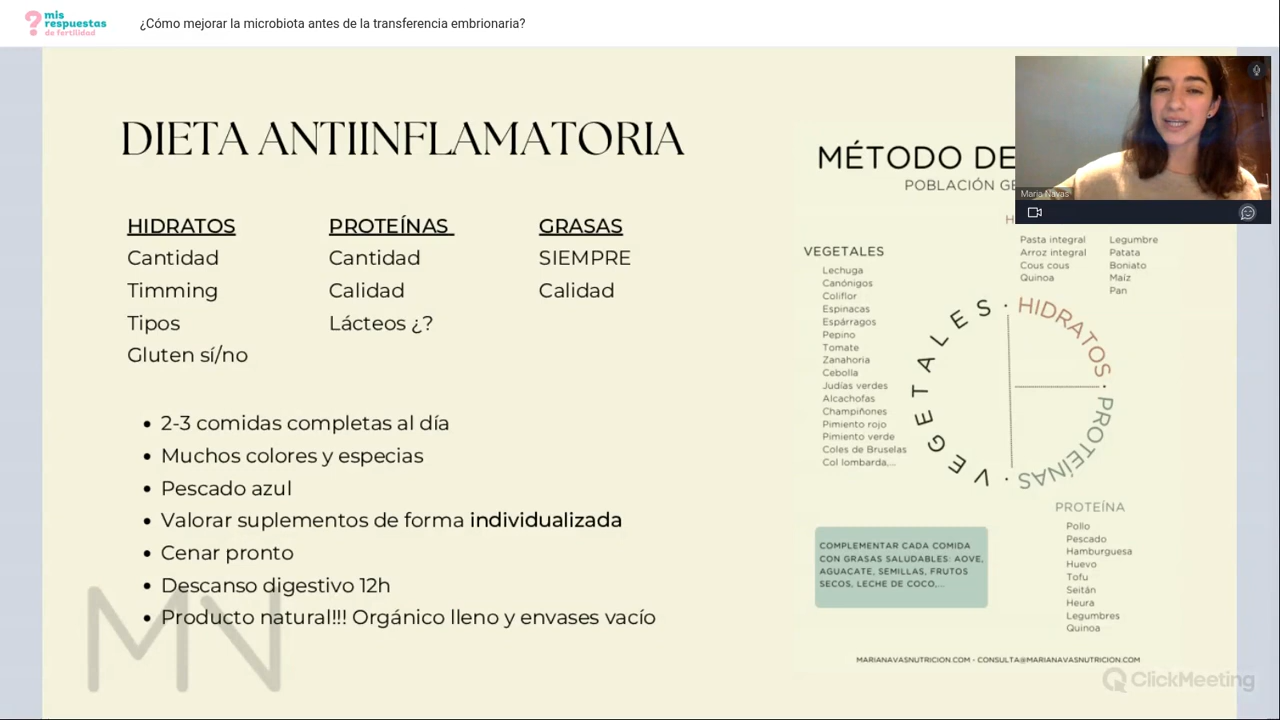 mis
respuestas
de fertilidad
¿Cómo mejorar la microbiota antes de la transferencia embrionaria?
DIETA ANTIINFLAMATORIA
HIDRATOS
Cantidad
Timming
Tipos
Gluten sí/no
PROTEÍNAS
Cantidad
Calidad
Lácteos ¿?
GRASAS
SIEMPRE
Calidad
• 2-3 comidas completas al día
• Muchos colores y especias
• Pescado azul
• Valorar suplementos de forma individualizada
• Cenar pronto
• Descanso digestivo 12h
• Producto natural!!! Orgánico lleno y envases vacío
MN
MÉTODO DE
POBLACIÓN GE
Maria Navas
H
Pasta integral
Arroz integral
Cous cous
Quinoa
Legumbre
Patata
Boniato
Maíz
Pan
VEGETALES
Lechuga
Canónigos
Coliflor
Espinacas
Espárragos
Pepino
Tomate
Zanahoria
Cebolla
Judías verdes
Alcachofas
Champiñones
Pimiento rojo
Pimiento verde
Coles de Bruselas
Col lombarda,...
VEGETALES · HIDRATOS · PROTEÍNAS ·
PROTEÍNA
Pollo
Pescado
Hamburguesa
Huevo
Tofu
Seitán
Heura
Legumbres
Quinoa
COMPLEMENTAR CADA COMIDA
CON GRASAS SALUDABLES: AOVE,
AGUACATE, SEMILLAS, FRUTOS
SECOS, LECHE DE COCO,...
MARIANAVASNUTRICION.COM - CONSULTA@MARIANAVASNUTRICION.COM
ClickMeeting